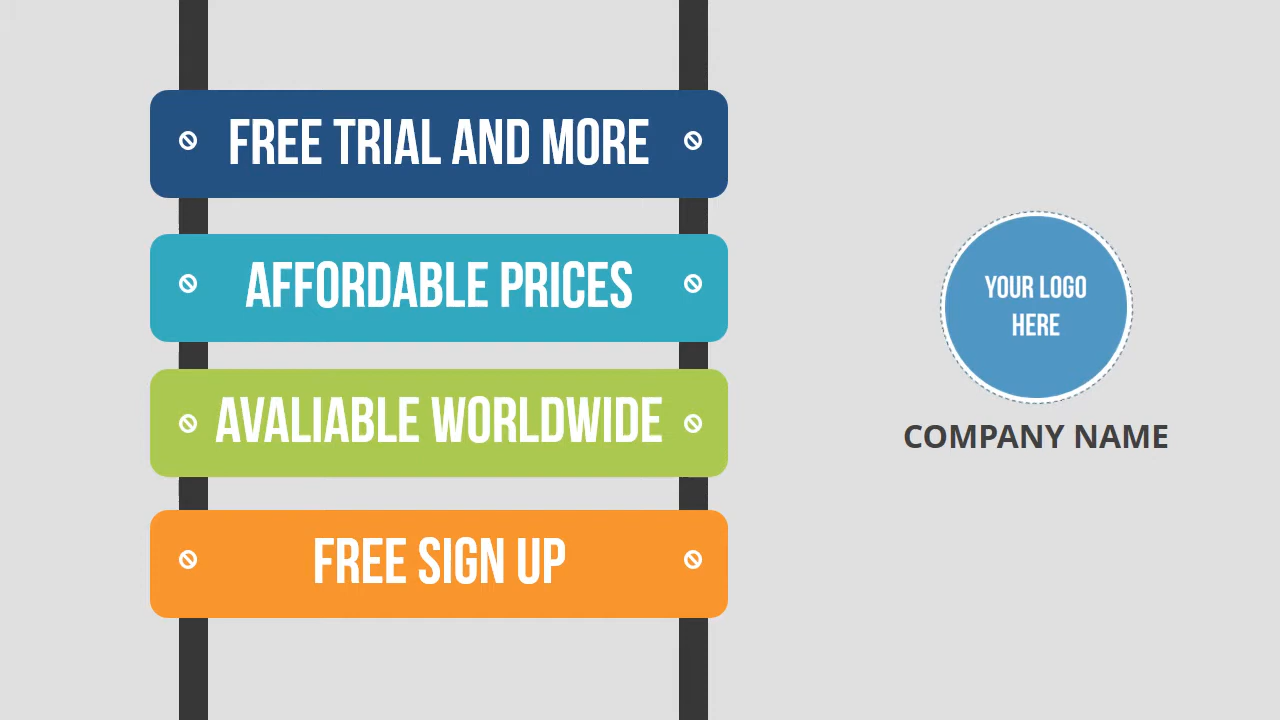 FREE TRIAL AND MORE
AFFORDABLE PRICES
AVALIABLE WORLDWIDE
FREE SIGN UP
YOUR LOGO
HERE
COMPANY NAME